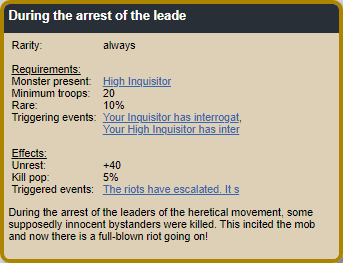 During the arrest of the leade
Rarity: always
Requirements:
Monster present: High Inquisitor
Minimum troops: 20
Rare: 10%
Triggering events: Your Inquisitor has interrogat,
Your High Inquisitor has inter
Effects:
Unrest: +40
Kill pop: 5%
Triggered events: The riots have escalated. It s
During the arrest of the leaders of the heretical movement, some
supposedly innocent bystanders were killed. This incited the mob
and now there is a full-blown riot going on!